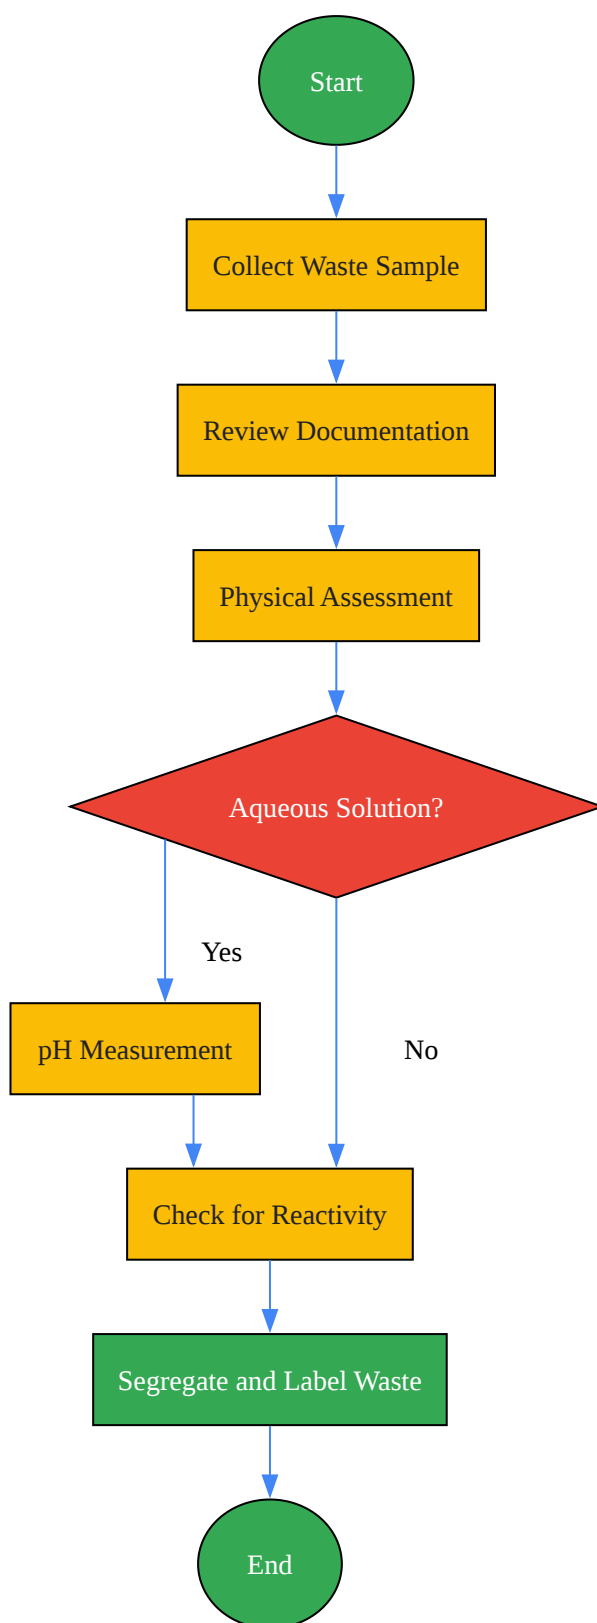 Start
Collect Waste Sample
Review Documentation
Physical Assessment
Aqueous Solution?
Yes
pH Measurement
No
Check for Reactivity
Segregate and Label Waste
End